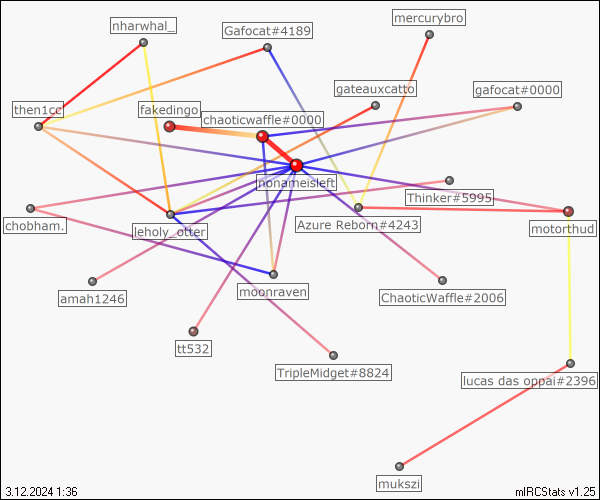 mercurybro
nharwhal_
Gafocat#4189
gateauxcatto
gafocat#0000
then1cc
fakedingo
chaoticwaffle#0000
nonameisleft
Thinker#5995
chobham.
leholy_otter
Azure Reborn#4243
motorthud
moonraven
amah1246
ChaoticWaffle#2006
tt532
TripleMidget#8824
lucas das oppai#2396
mukszi
3.12.2024 1:36
mIRCStats v1.25